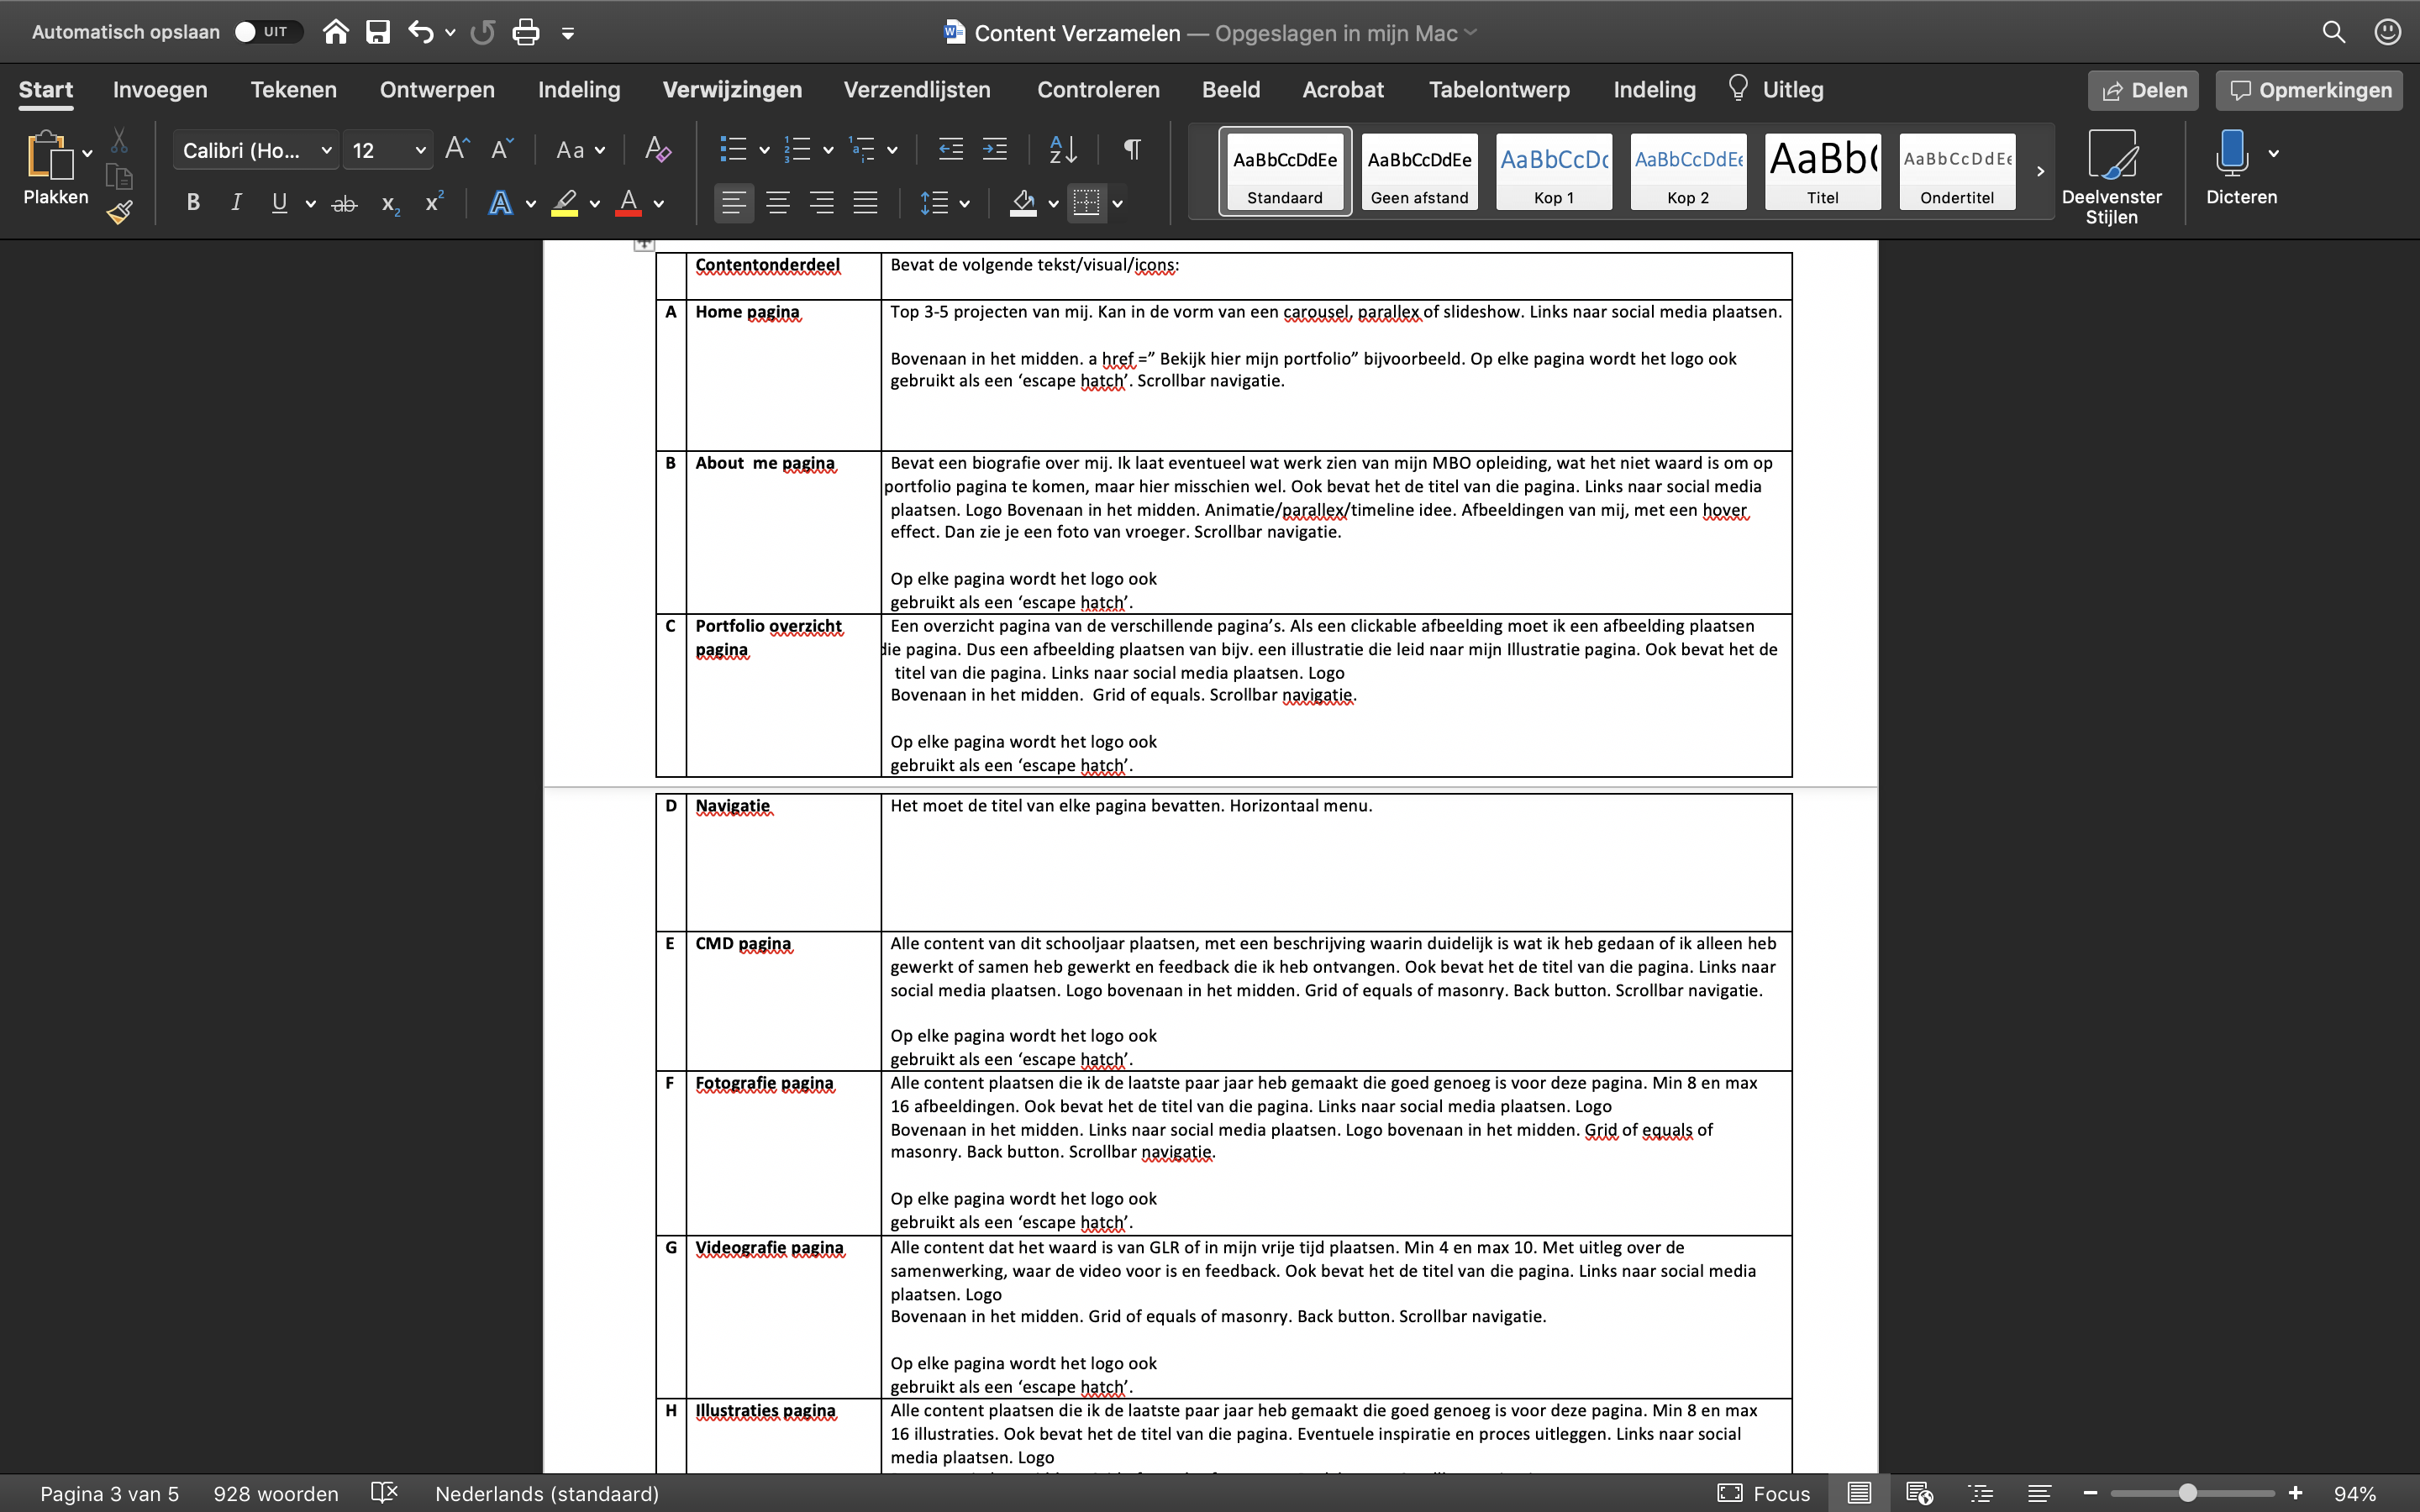 Automatisch opslaan UIT Content Verzamelen — Opgeslagen in mijn Mac
Start Invoegen Tekenen Ontwerpen Indeling Verwijzingen Verzendlijsten Controleren Beeld Acrobat Tabelontwerp Indeling Uitleg Delen Opmerkingen
Plakken Calibri (Ho... 12 Aa
AaBbCcDdEe AaBbCcDdEe AaBbCcDc AaBbCcDdEe AaBb( AaBbCcDdEe
Standaard Geen afstand Kop 1 Kop 2 Titel Ondertitel
Deelvenster Stijlen
Dicteren
Contentonderdeel Bevat de volgende tekst/visual/icons:
A Home pagina Top 3-5 projecten van mij. Kan in de vorm van een carousel, parallex of slideshow. Links naar social media plaatsen.
Bovenaan in het midden. a href =” Bekijk hier mijn portfolio” bijvoorbeeld. Op elke pagina wordt het logo ook
gebruikt als een ‘escape hatch’. Scrollbar navigatie.
B About  me pagina Bevat een biografie over mij. Ik laat eventueel wat werk zien van mijn MBO opleiding, wat het niet waard is om op
portfolio pagina te komen, maar hier misschien wel. Ook bevat het de titel van die pagina. Links naar social media
plaatsen. Logo Bovenaan in het midden. Animatie/parallex/timeline idee. Afbeeldingen van mij, met een hover
effect. Dan zie je een foto van vroeger. Scrollbar navigatie.
Op elke pagina wordt het logo ook
gebruikt als een ‘escape hatch’.
C Portfolio overzicht pagina Een overzicht pagina van de verschillende pagina’s. Als een clickable afbeelding moet ik een afbeelding plaatsen
die pagina. Dus een afbeelding plaatsen van bijv. een illustratie die leid naar mijn Illustratie pagina. Ook bevat het de
titel van die pagina. Links naar social media plaatsen. Logo
Bovenaan in het midden.  Grid of equals. Scrollbar navigatie.
Op elke pagina wordt het logo ook
gebruikt als een ‘escape hatch’.
D Navigatie Het moet de titel van elke pagina bevatten. Horizontaal menu.
E CMD pagina Alle content van dit schooljaar plaatsen, met een beschrijving waarin duidelijk is wat ik heb gedaan of ik alleen heb
gewerkt of samen heb gewerkt en feedback die ik heb ontvangen. Ook bevat het de titel van die pagina. Links naar
social media plaatsen. Logo bovenaan in het midden. Grid of equals of masonry. Back button. Scrollbar navigatie.
Op elke pagina wordt het logo ook
gebruikt als een ‘escape hatch’.
F Fotografie pagina Alle content plaatsen die ik de laatste paar jaar heb gemaakt die goed genoeg is voor deze pagina. Min 8 en max
16 afbeeldingen. Ook bevat het de titel van die pagina. Links naar social media plaatsen. Logo
Bovenaan in het midden. Links naar social media plaatsen. Logo bovenaan in het midden. Grid of equals of
masonry. Back button. Scrollbar navigatie.
Op elke pagina wordt het logo ook
gebruikt als een ‘escape hatch’.
G Videografie pagina Alle content dat het waard is van GLR of in mijn vrije tijd plaatsen. Min 4 en max 10. Met uitleg over de
samenwerking, waar de video voor is en feedback. Ook bevat het de titel van die pagina. Links naar social media
plaatsen. Logo
Bovenaan in het midden. Grid of equals of masonry. Back button. Scrollbar navigatie.
Op elke pagina wordt het logo ook
gebruikt als een ‘escape hatch’.
H Illustraties pagina Alle content plaatsen die ik de laatste paar jaar heb gemaakt die goed genoeg is voor deze pagina. Min 8 en max
16 illustraties. Ook bevat het de titel van die pagina. Eventuele inspiratie en proces uitleggen. Links naar social
media plaatsen. Logo
Pagina 3 van 5 928 woorden Nederlands (standaard) Focus 94%